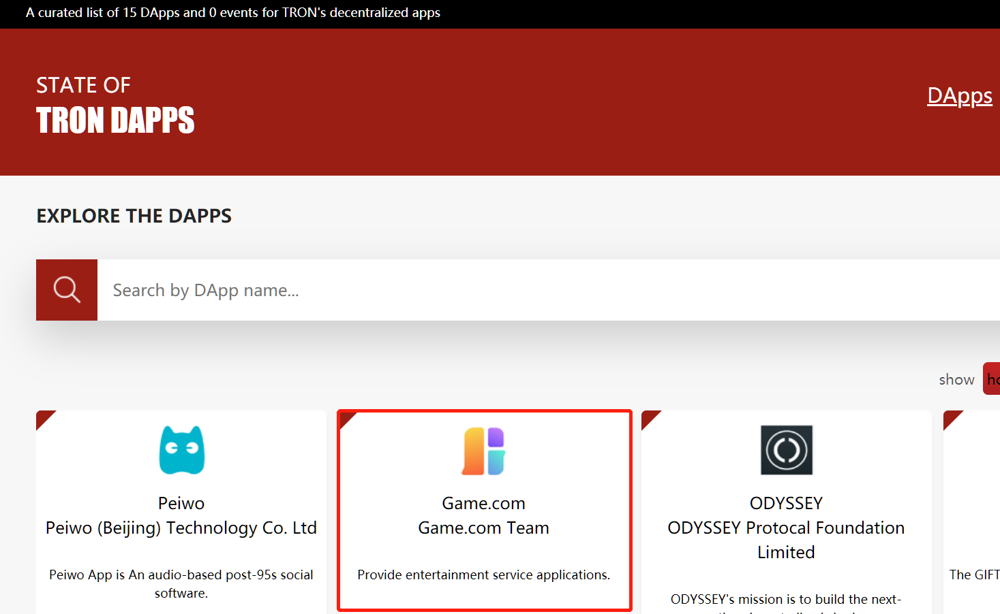 A curated list of 15 DApps and 0 events for TRON's decentralized apps
STATE OF
TRON DAPPS
DApps
EXPLORE THE DAPPS
Search by DApp name...
show
Peiwo
Peiwo (Beijing) Technology Co. Ltd
Peiwo App is An audio-based post-95s social
software.
Game.com
Game.com Team
Provide entertainment service applications.
ODYSSEY
ODYSSEY Protocal Foundation
Limited
ODYSSEY's mission is to build the next-
The GIFT